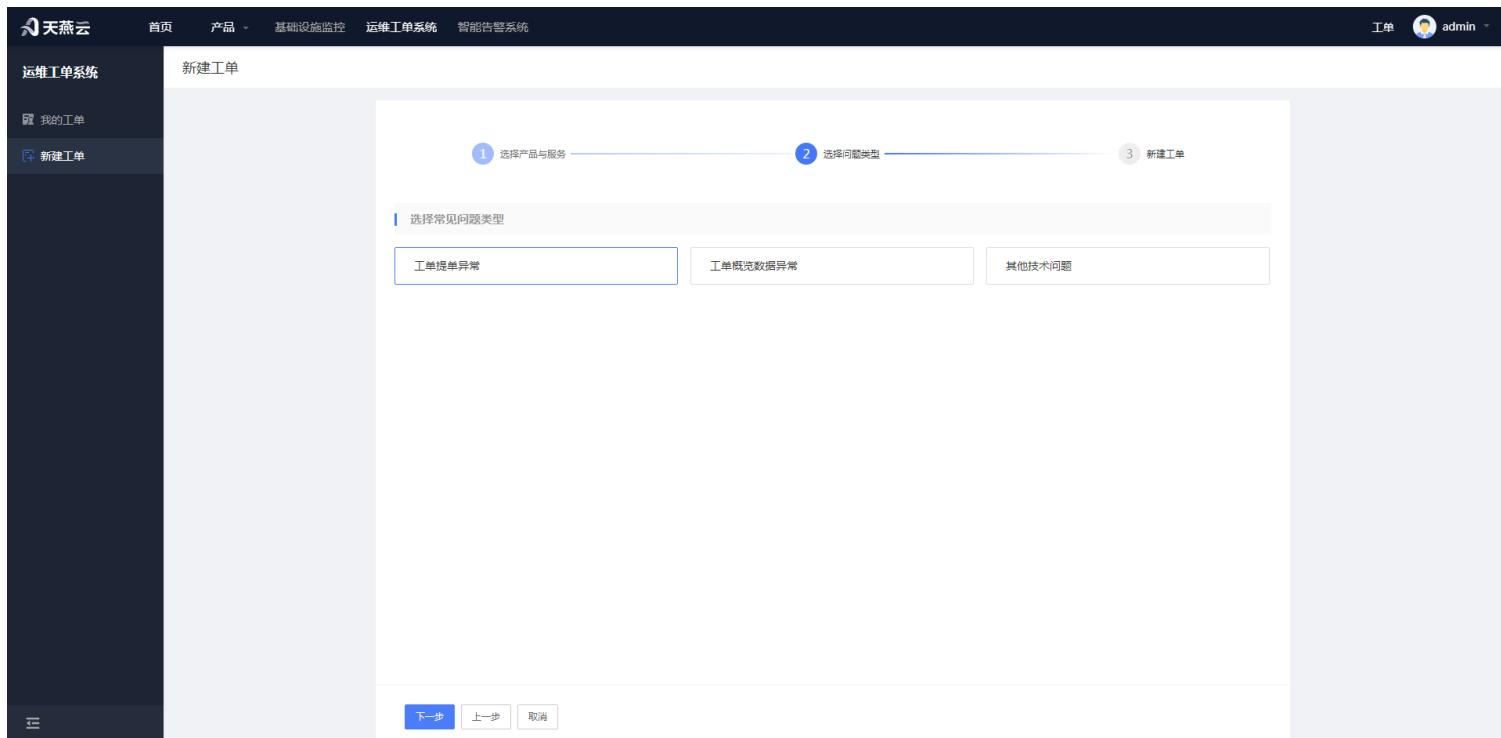 天燕云 首页 产品 基础设施监控 运维工单系统 智能告警系统 工单 admin
运维工单系统
新建工单
我的工单
新建工单
1 选择产品与服务 2 选择问题类型 3 新建工单
选择常见问题类型
工单提单异常 工单概览数据异常 其他技术问题
下一步 上一步 取消